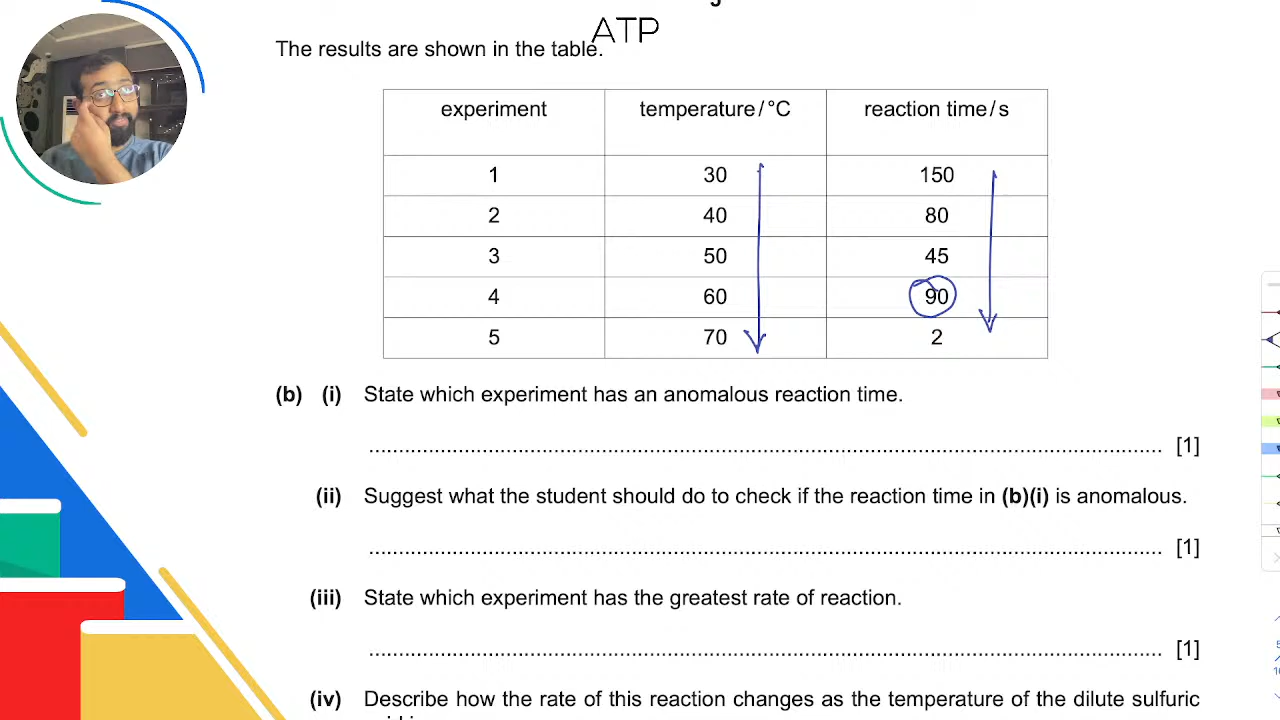 ATP
The results are shown in the table.
experiment temperature / °C reaction time / s
1 30 150
2 40 80
3 50 45
4 60 90
5 70 2
(b) (i) State which experiment has an anomalous reaction time.
........................................................................................................................................ [1]
(ii) Suggest what the student should do to check if the reaction time in (b)(i) is anomalous.
........................................................................................................................................ [1]
(iii) State which experiment has the greatest rate of reaction.
........................................................................................................................................ [1]
(iv) Describe how the rate of this reaction changes as the temperature of the dilute sulfuric